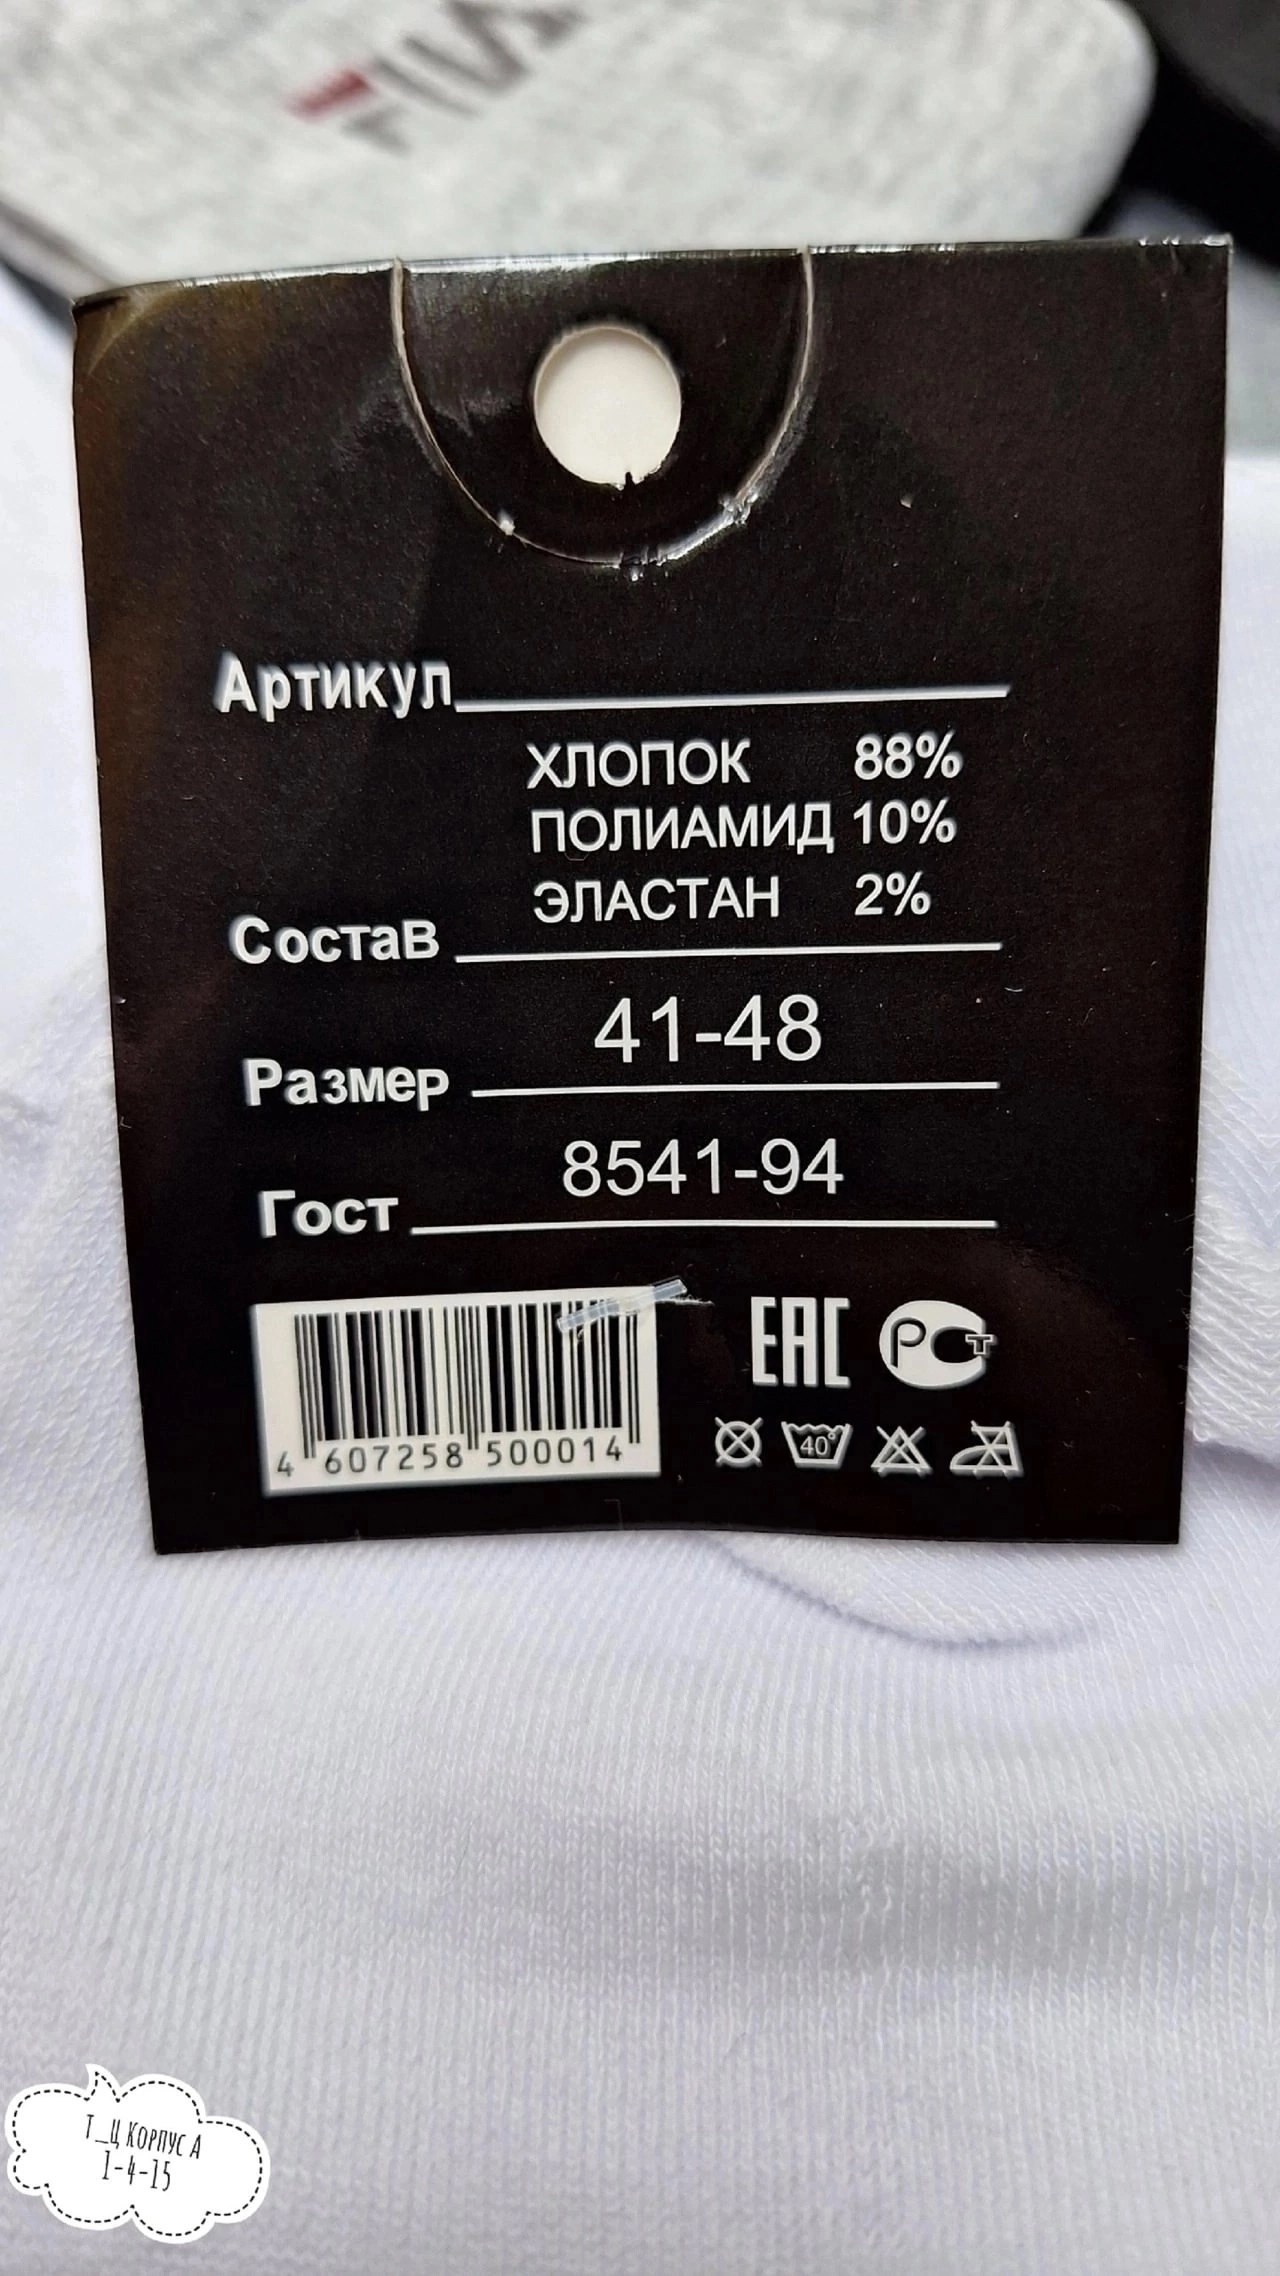 Артикул
ХЛОПОК 88%
ПОЛИАМИД 10%
ЭЛАСТАН 2%
Состав
41-48
Размер
8541-94
Гост
EAC РСт
4 607258 500014
40°
Т_Ц КОРПУС А
1-4-15